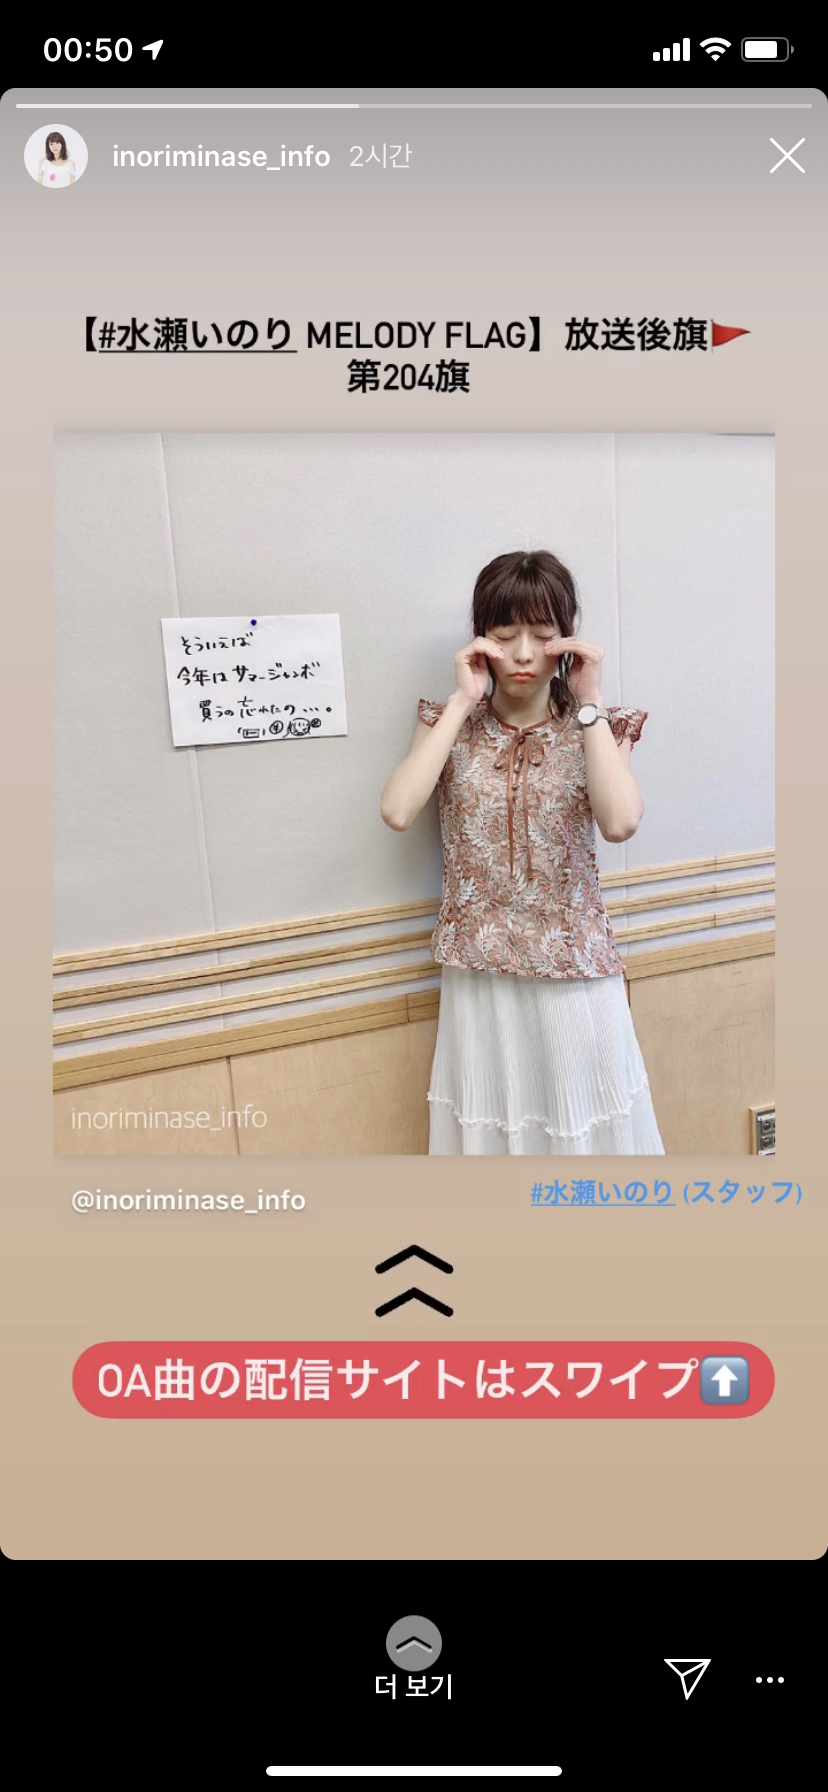 00:50
inoriminase_info 2시간
【#水瀬いのり MELODY FLAG】放送後旗🚩
第204旗
そういえば
今年はサマージャンボ
買うの忘れたの...。
inoriminase_info
@inoriminase_info
#水瀬いのり (スタッフ)
OA曲の配信サイトはスワイプ⬆️
더 보기